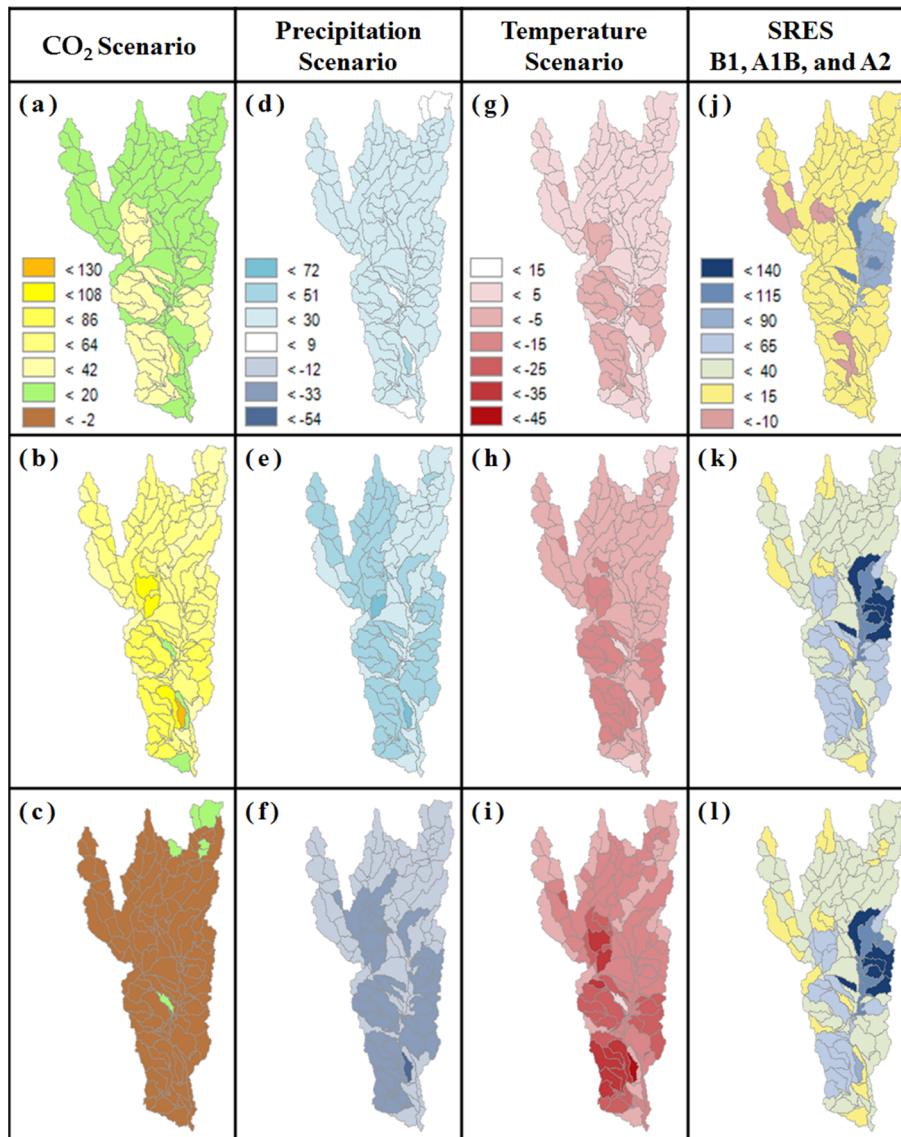 CO₂ Scenario
Precipitation
Scenario
Temperature
Scenario
SRES
B1, A1B, and A2
(a)
(d)
(g)
(j)
< 130
< 108
< 86
< 64
< 42
< 20
< -2
< 72
< 51
< 30
< 9
< -12
< -33
< -54
< 15
< 5
< -5
< -15
< -25
< -35
< -45
< 140
< 115
< 90
< 65
< 40
< 15
< -10
(b)
(e)
(h)
(k)
(c)
(f)
(i)
(l)